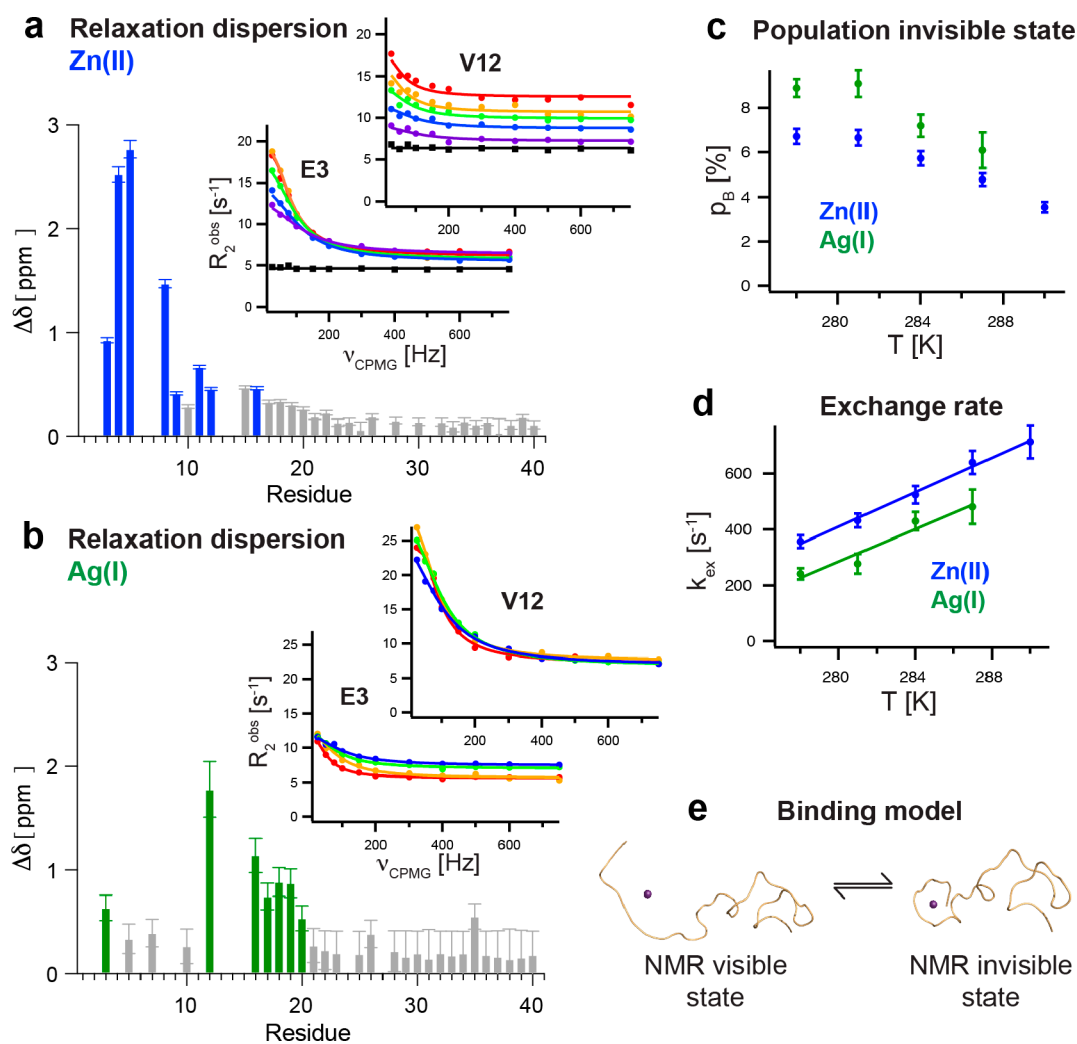 a Relaxation dispersion
Zn(II)
Δδ [ppm]
3
2
1
0
10
20
30
40
Residue
E3
R2obs [s-1]
20
15
10
5
0
200
400
600
νCPMG [Hz]
V12
20
15
10
5
0
200
400
600
b Relaxation dispersion
Ag(I)
Δδ [ppm]
3
2
1
0
10
20
30
40
Residue
E3
R2obs [s-1]
25
20
15
10
5
0
200
400
600
νCPMG [Hz]
V12
25
20
15
10
5
0
200
400
600
c Population invisible state
pB [%]
8
6
4
2
0
Zn(II)
Ag(I)
280
284
288
T [K]
d Exchange rate
kex [s-1]
600
400
200
0
Zn(II)
Ag(I)
280
284
288
T [K]
e Binding model
NMR visible
state
NMR invisible
state